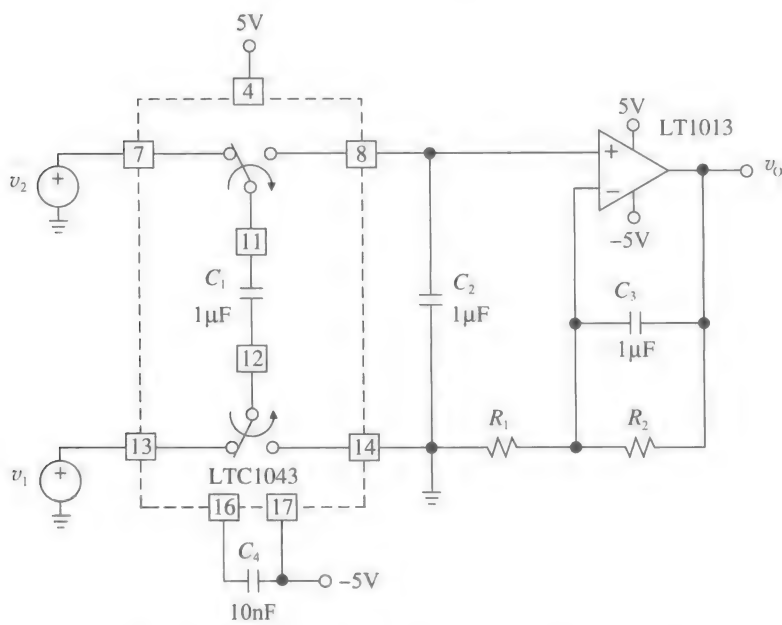 5V
4
5V
LT1013
7
8
+
v₂
+
−
v_O
−5V
11
C₁
1μF
C₂
1μF
C₃
1μF
12
R₁
R₂
13
14
+
v₁
LTC1043
16
17
C₄
−5V
10nF